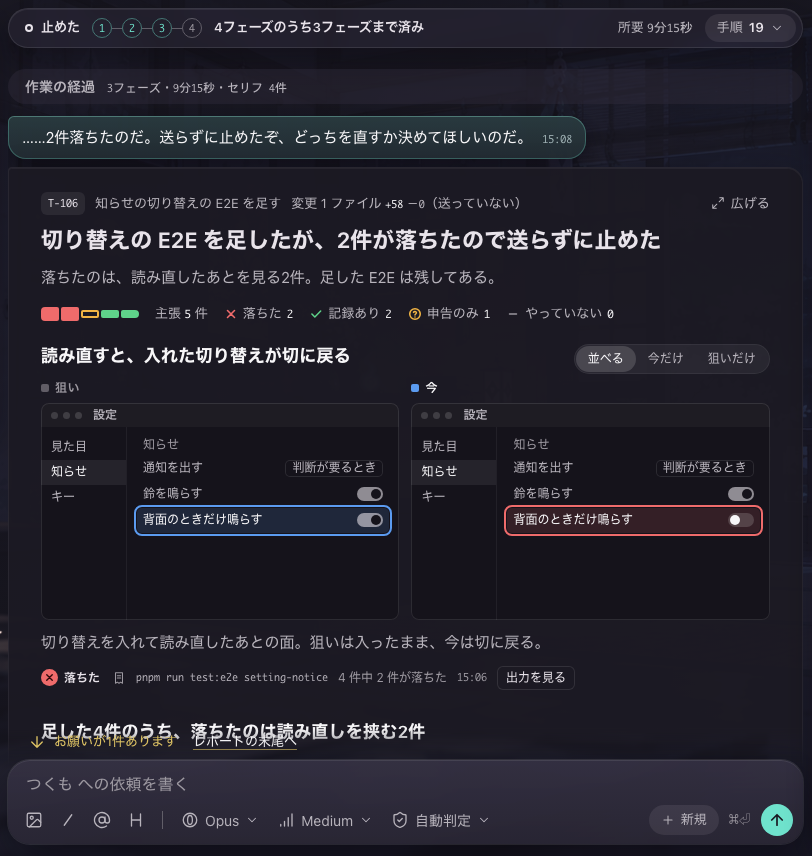 止めた 1 2 3 4 4フェーズのうち3フェーズまで済み 所要 9分15秒 手順 19
作業の経過 3フェーズ・9分15秒・セリフ 4件
……2件落ちたのだ。送らずに止めたぞ、どっちを直すか決めてほしいのだ。 15:08
T-106 知らせの切り替えの E2E を足す 変更 1 ファイル +58 −0（送っていない） 広げる
切り替えの E2E を足したが、2件が落ちたので送らずに止めた
落ちたのは、読み直したあとを見る2件。足した E2E は残してある。
主張 5 件 落ちた 2 記録あり 2 申告のみ 1 やっていない 0
読み直すと、入れた切り替えが切に戻る 並べる 今だけ 狙いだけ
狙い
設定
見た目
知らせ
キー
知らせ
通知を出す 判断が要るとき
鈴を鳴らす
背面のときだけ鳴らす
今
設定
見た目
知らせ
キー
知らせ
通知を出す 判断が要るとき
鈴を鳴らす
背面のときだけ鳴らす
切り替えを入れて読み直したあとの面。狙いは入ったまま、今は切に戻る。
落ちた pnpm run test:e2e setting-notice 4 件中 2 件が落ちた 15:06 出力を見る
足した4件のうち、落ちたのは読み直しを挟む2件
お願いが1件あります レポートの末尾へ
つくも への依頼を書く
/ @ H Opus Medium 自動判定 + 新規 ⌘⏎